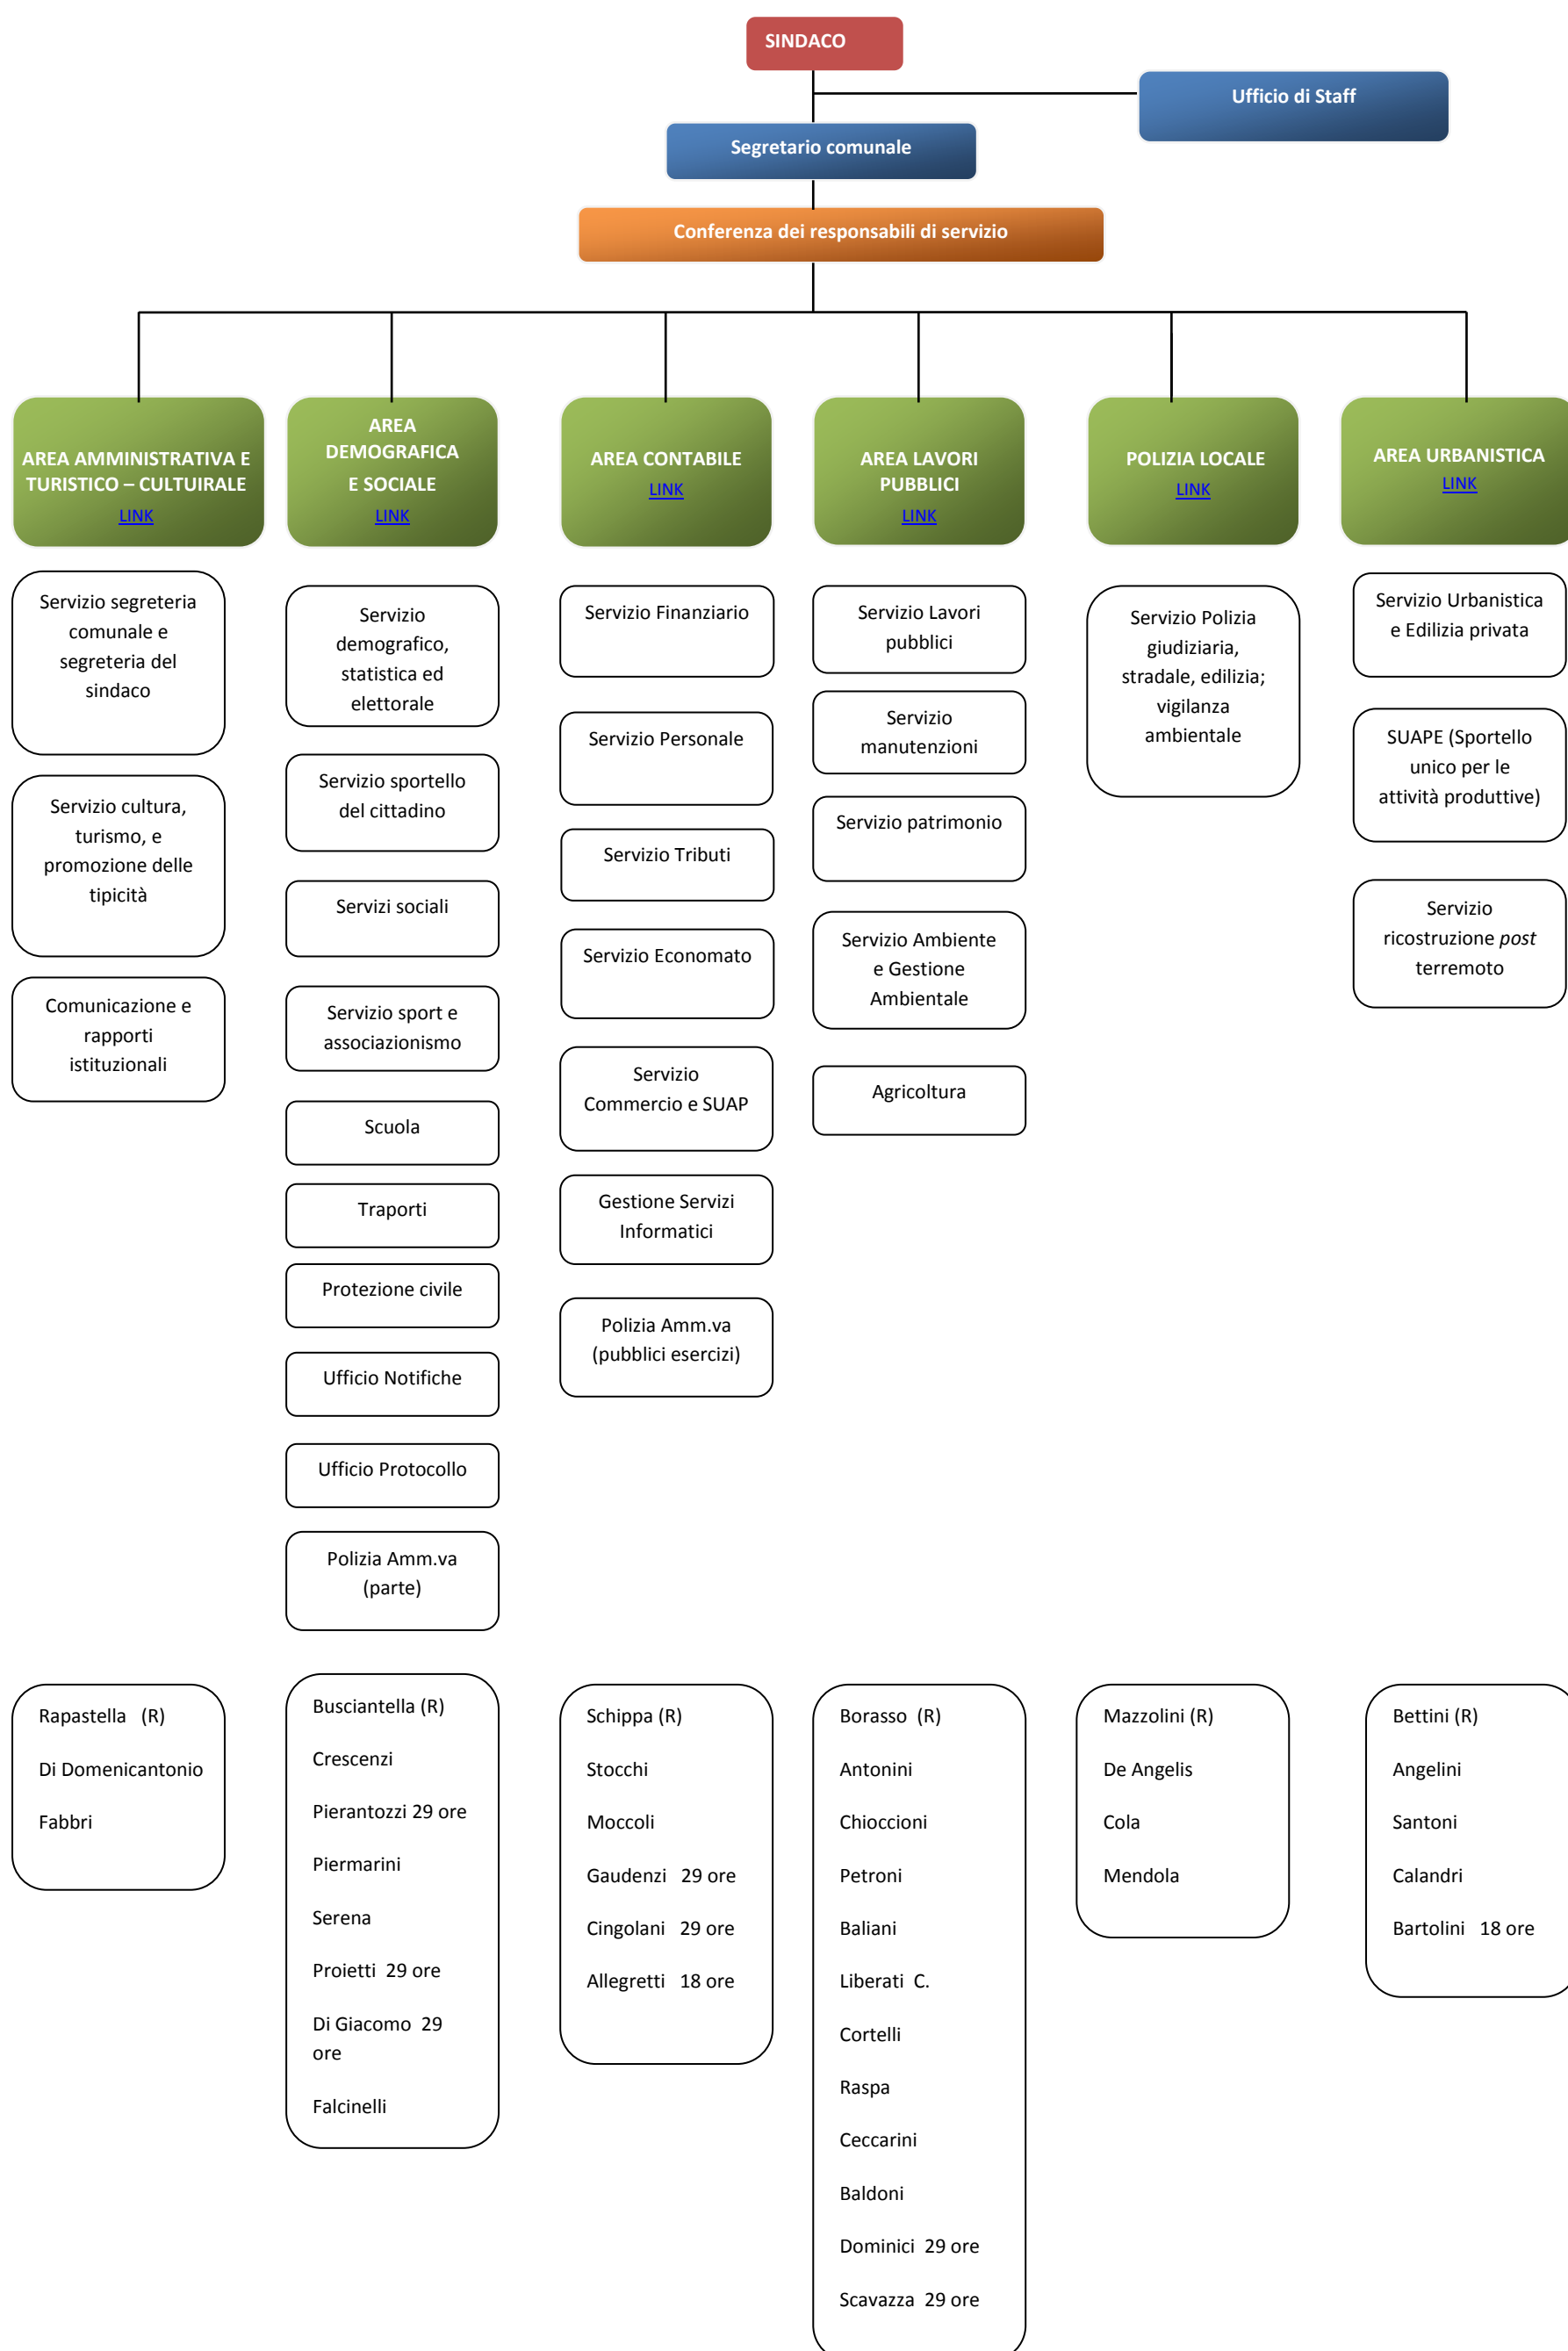 SINDACO
Ufficio di Staff
Segretario comunale
Conferenza dei responsabili di servizio
AREA AMMINISTRATIVA E
TURISTICO – CULTUIRALE
LINK
AREA
DEMOGRAFICA
E SOCIALE
LINK
AREA CONTABILE
LINK
AREA LAVORI
PUBBLICI
LINK
POLIZIA LOCALE
LINK
AREA URBANISTICA
LINK
Servizio segreteria
comunale e
segreteria del
sindaco
Servizio cultura,
turismo, e
promozione delle
tipicità
Comunicazione e
rapporti
istituzionali
Servizio
demografico,
statistica ed
elettorale
Servizio sportello
del cittadino
Servizi sociali
Servizio sport e
associazionismo
Scuola
Traporti
Protezione civile
Ufficio Notifiche
Ufficio Protocollo
Polizia Amm.va
(parte)
Servizio Finanziario
Servizio Personale
Servizio Tributi
Servizio Economato
Servizio
Commercio e SUAP
Gestione Servizi
Informatici
Polizia Amm.va
(pubblici esercizi)
Servizio Lavori
pubblici
Servizio
manutenzioni
Servizio patrimonio
Servizio Ambiente
e Gestione
Ambientale
Agricoltura
Servizio Polizia
giudiziaria,
stradale, edilizia;
vigilanza
ambientale
Servizio Urbanistica
e Edilizia privata
SUAPE (Sportello
unico per le
attività produttive)
Servizio
ricostruzione post
terremoto
Rapastella (R)
Di Domenicantonio
Fabbri
Busciantella (R)
Crescenzi
Pierantozzi 29 ore
Piermarini
Serena
Proietti 29 ore
Di Giacomo 29
ore
Falcinelli
Schippa (R)
Stocchi
Moccoli
Gaudenzi 29 ore
Cingolani 29 ore
Allegretti 18 ore
Borasso (R)
Antonini
Chioccioni
Petroni
Baliani
Liberati C.
Cortelli
Raspa
Ceccarini
Baldoni
Dominici 29 ore
Scavazza 29 ore
Mazzolini (R)
De Angelis
Cola
Mendola
Bettini (R)
Angelini
Santoni
Calandri
Bartolini 18 ore